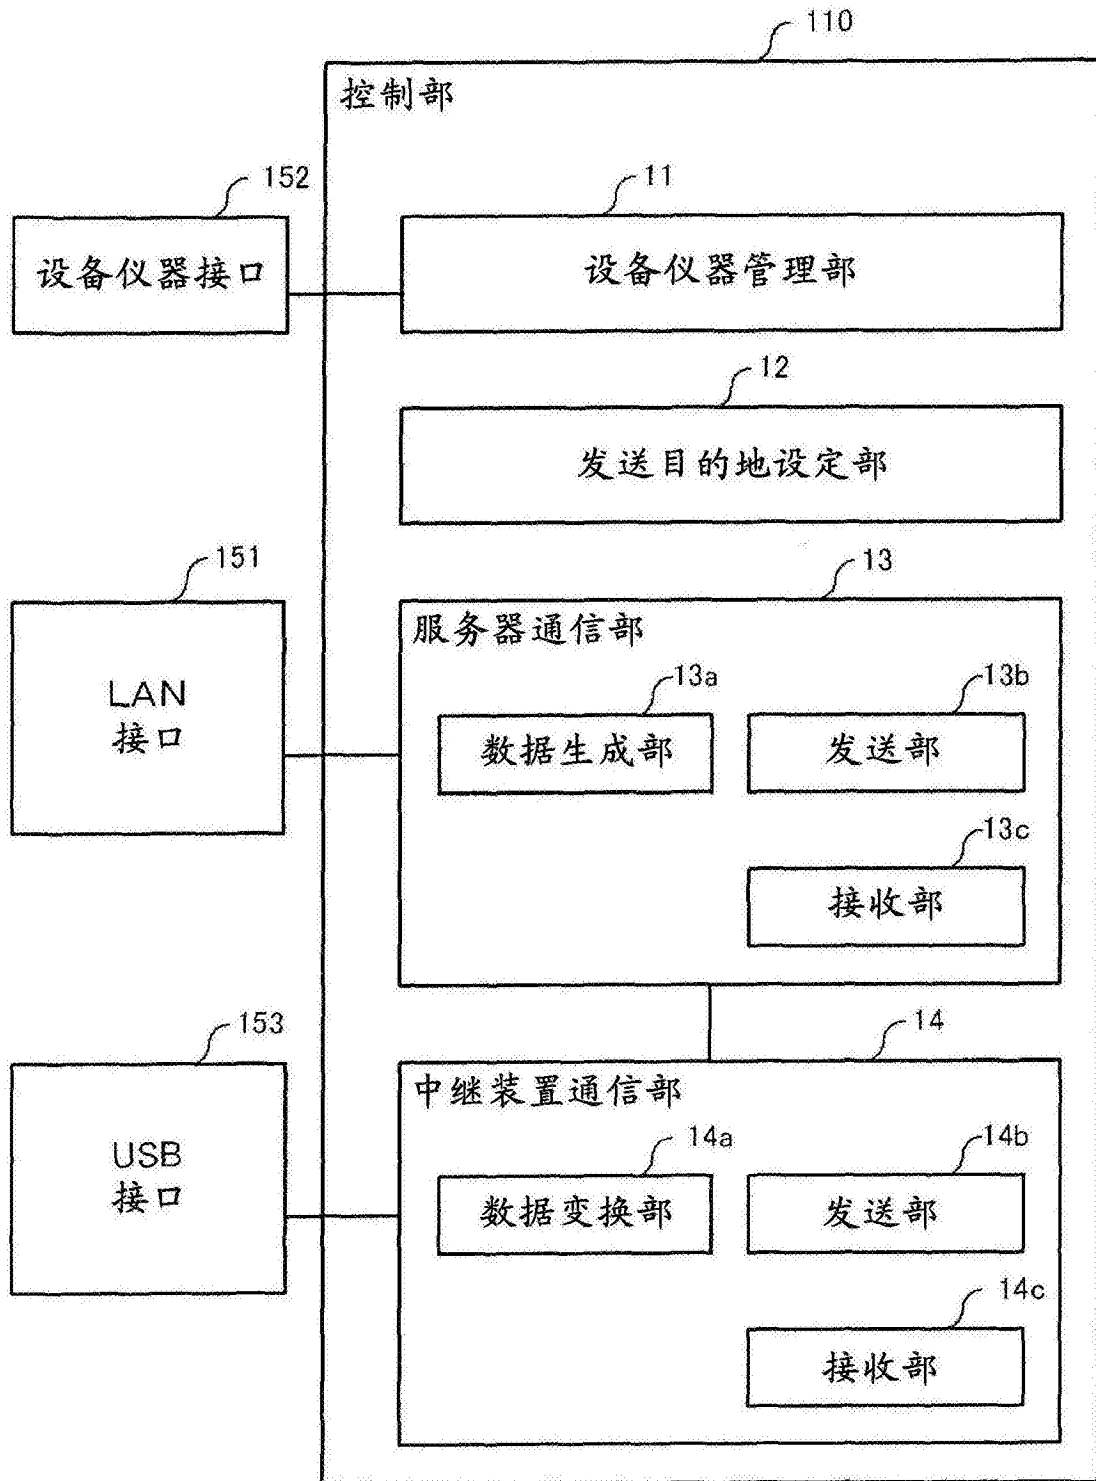 110
控制部
152
11
设备仪器接口
设备仪器管理部
12
发送目的地设定部
151
13
LAN
接口
服务器通信部
13a
13b
数据生成部
发送部
13c
接收部
153
14
USB
接口
中继装置通信部
14a
14b
数据变换部
发送部
14c
接收部